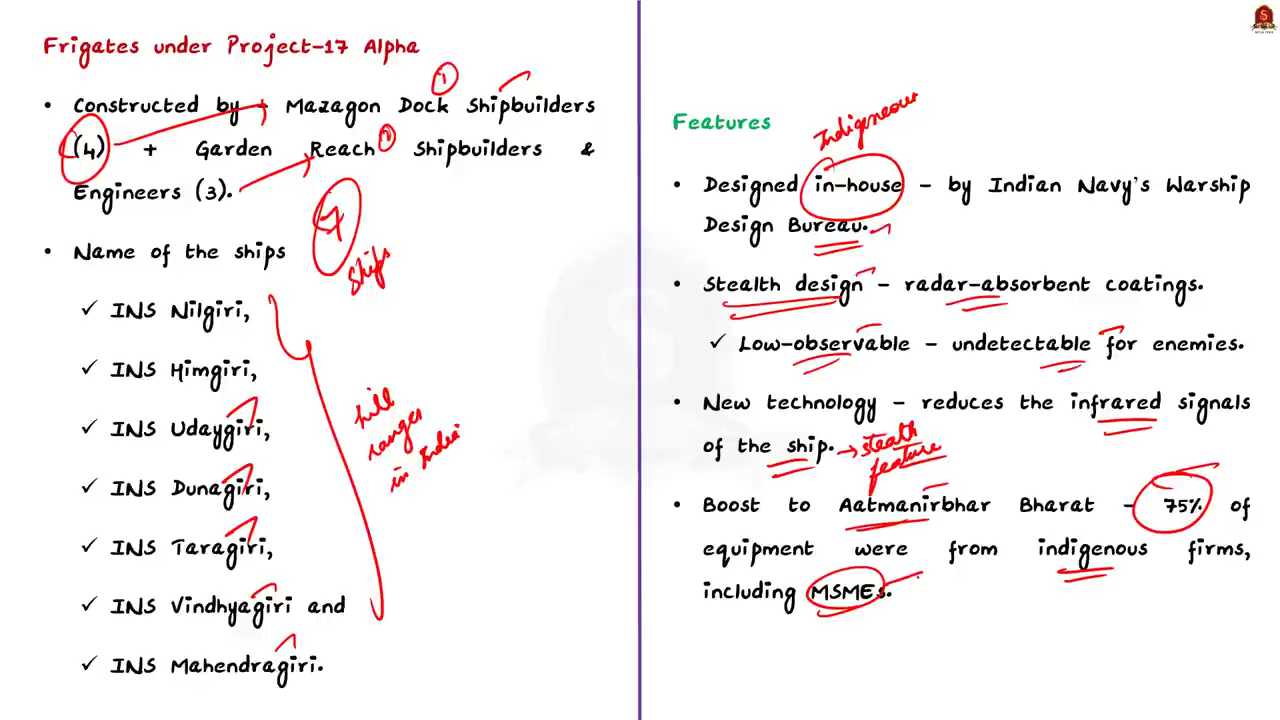 Frigates under Project-17 Alpha
1
• Constructed by - Mazagon Dock Shipbuilders
(4) + Garden Reach Shipbuilders &
2
Engineers (3).
7
ships
• Name of the ships
✓ INS Nilgiri,
✓ INS Himgiri,
✓ INS Udaygiri,
✓ INS Dunagiri,
✓ INS Taragiri,
✓ INS Vindhyagiri and
✓ INS Mahendragiri.
hill
ranges
in India
Features
Indigeneous
• Designed in-house - by Indian Navy's Warship
Design Bureau.
• Stealth design - radar-absorbent coatings.
✓ Low-observable - undetectable for enemies.
• New technology - reduces the infrared signals
of the ship. → steath
feature
• Boost to Aatmanirbhar Bharat - 75% of
equipment were from indigenous firms,
including MSMEs.